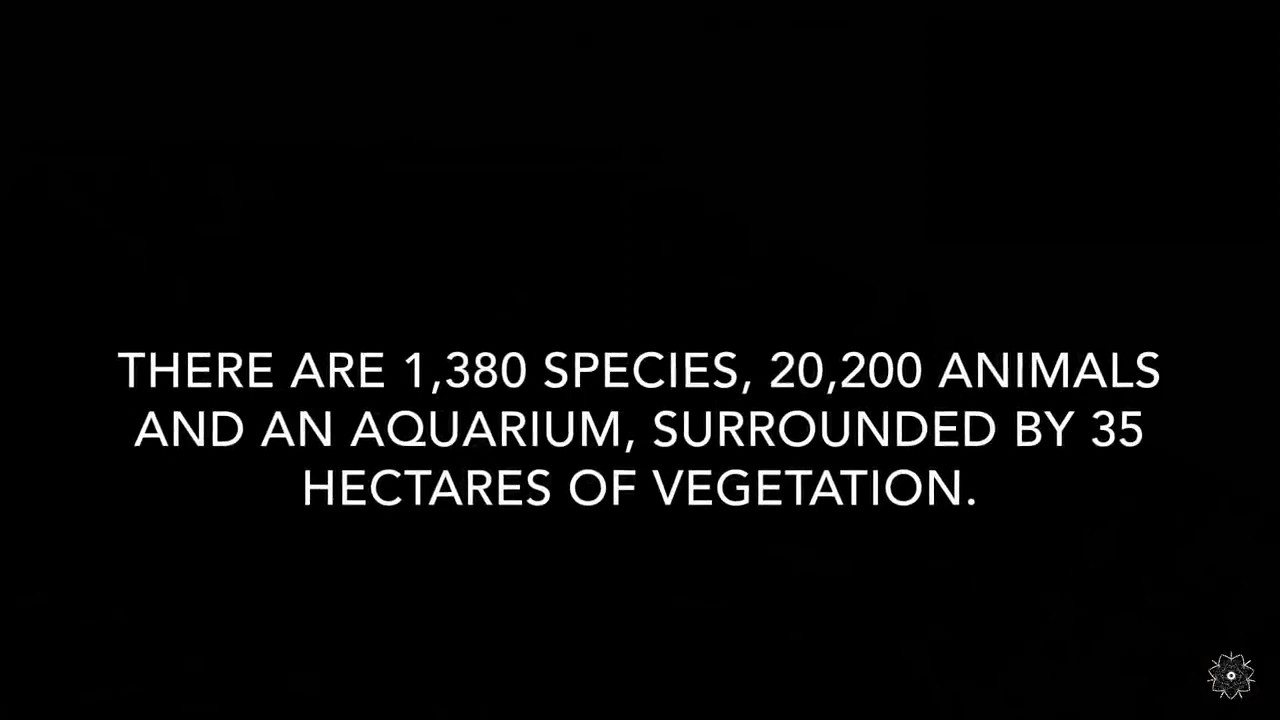 THERE ARE 1,380 SPECIES, 20,200 ANIMALS
AND AN AQUARIUM, SURROUNDED BY 35
HECTARES OF VEGETATION.